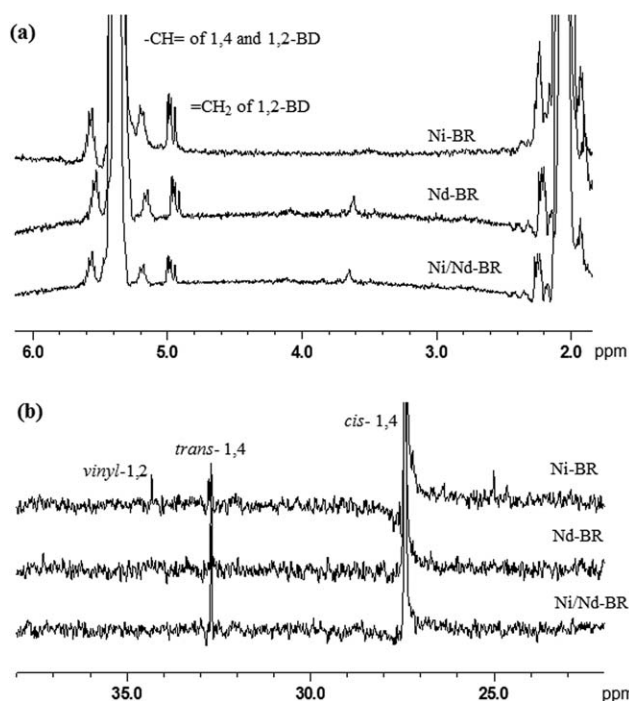 (a)
-CH= of 1,4 and 1,2-BD
=CH2 of 1,2-BD
Ni-BR
Nd-BR
Ni/Nd-BR
6.0 5.0 4.0 3.0 2.0 ppm
(b)
cis- 1,4
trans- 1,4
vinyl-1,2
Ni-BR
Nd-BR
Ni/Nd-BR
35.0 30.0 25.0 ppm